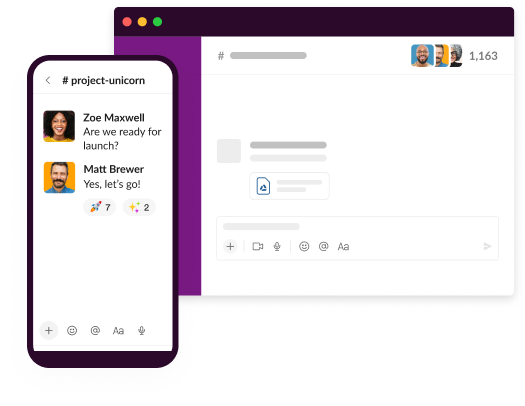 # project-unicorn
Zoe Maxwell
Are we ready for
launch?
Matt Brewer
Yes, let's go!
7
2
@
Aa
#
1,163
@
Aa